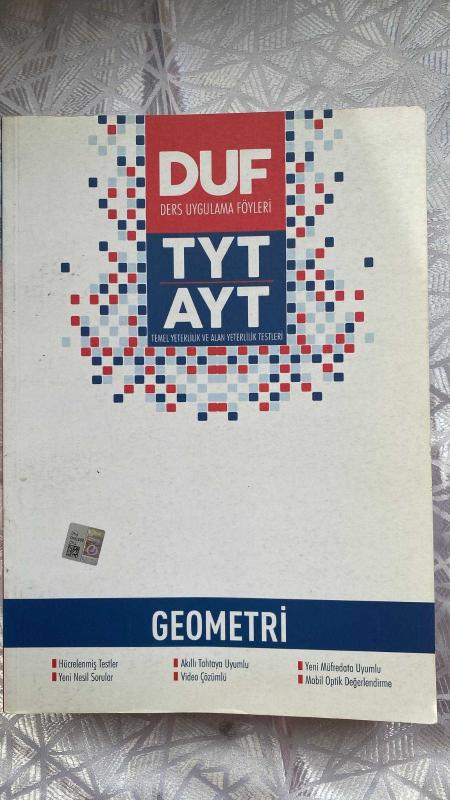 DUF
DERS UYGULAMA FÖYLERİ
TYT
AYT
TEMEL YETERLİLİK VE ALAN YETERLİLİK TESTLERİ
GEOMETRİ
Hücrelenmiş Testler
Yeni Nesil Sorular
Akıllı Tahtaya Uyumlu
Video Çözümlü
Yeni Müfredata Uyumlu
Mobil Optik Değerlendirme